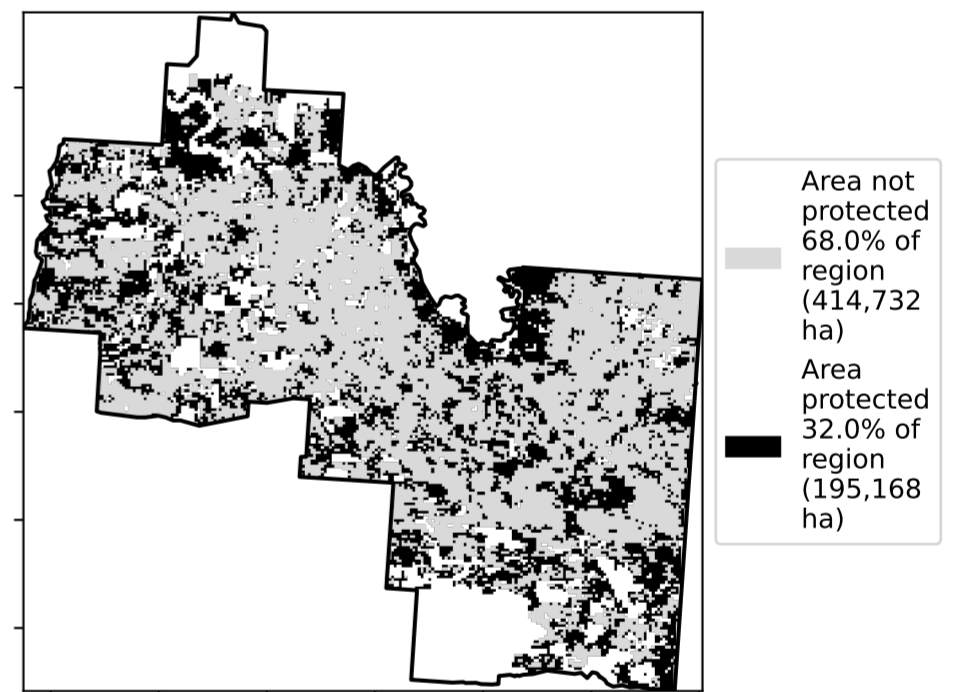 Area not
protected
68.0% of
region
(414,732
ha)
Area
protected
32.0% of
region
(195,168
ha)